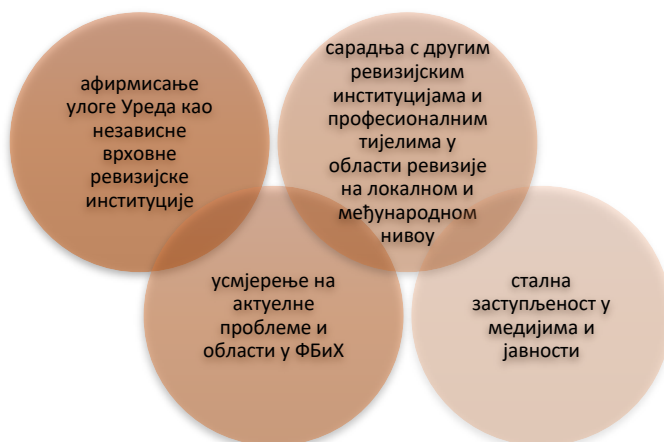 афирмисање
улоге Уреда као
независне
врховне
ревизијске
институције
сарадња с другим
ревизијским
институцијама и
професионалним
тијелима у
области ревизије
на локалном и
међународном
нивоу
усмјерење на
актуелне
проблеме и
области у ФБиХ
стална
заступљеност у
медијима и
јавности